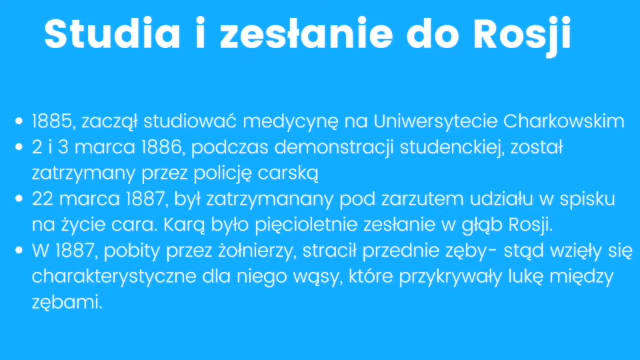 Studia i zesłanie do Rosji
• 1885, zaczął studiować medycynę na Uniwersytecie Charkowskim
• 2 i 3 marca 1886, podczas demonstracji studenckiej, został
zatrzymany przez policję carską
• 22 marca 1887, był zatrzymanany pod zarzutem udziału w spisku
na życie cara. Karą było pięcioletnie zesłanie w głąb Rosji.
• W 1887, pobity przez żołnierzy, stracił przednie zęby- stąd wzięły się
charakterystyczne dla niego wąsy, które przykrywały lukę między
zębami.